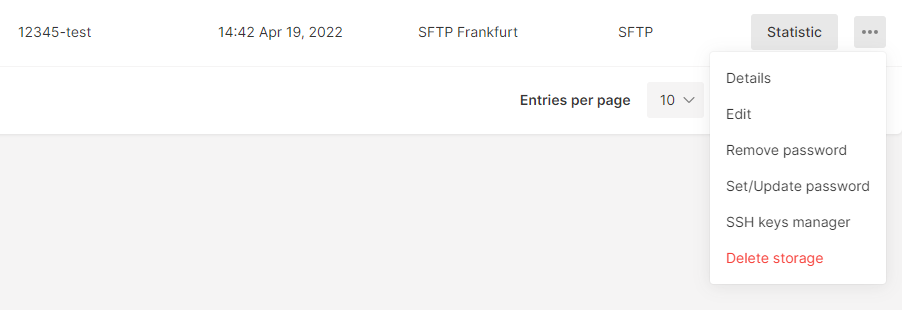 12345-test 14:42 Apr 19, 2022 SFTP Frankfurt SFTP Statistic
Details
Entries per page 10
Edit
Remove password
Set/Update password
SSH keys manager
Delete storage